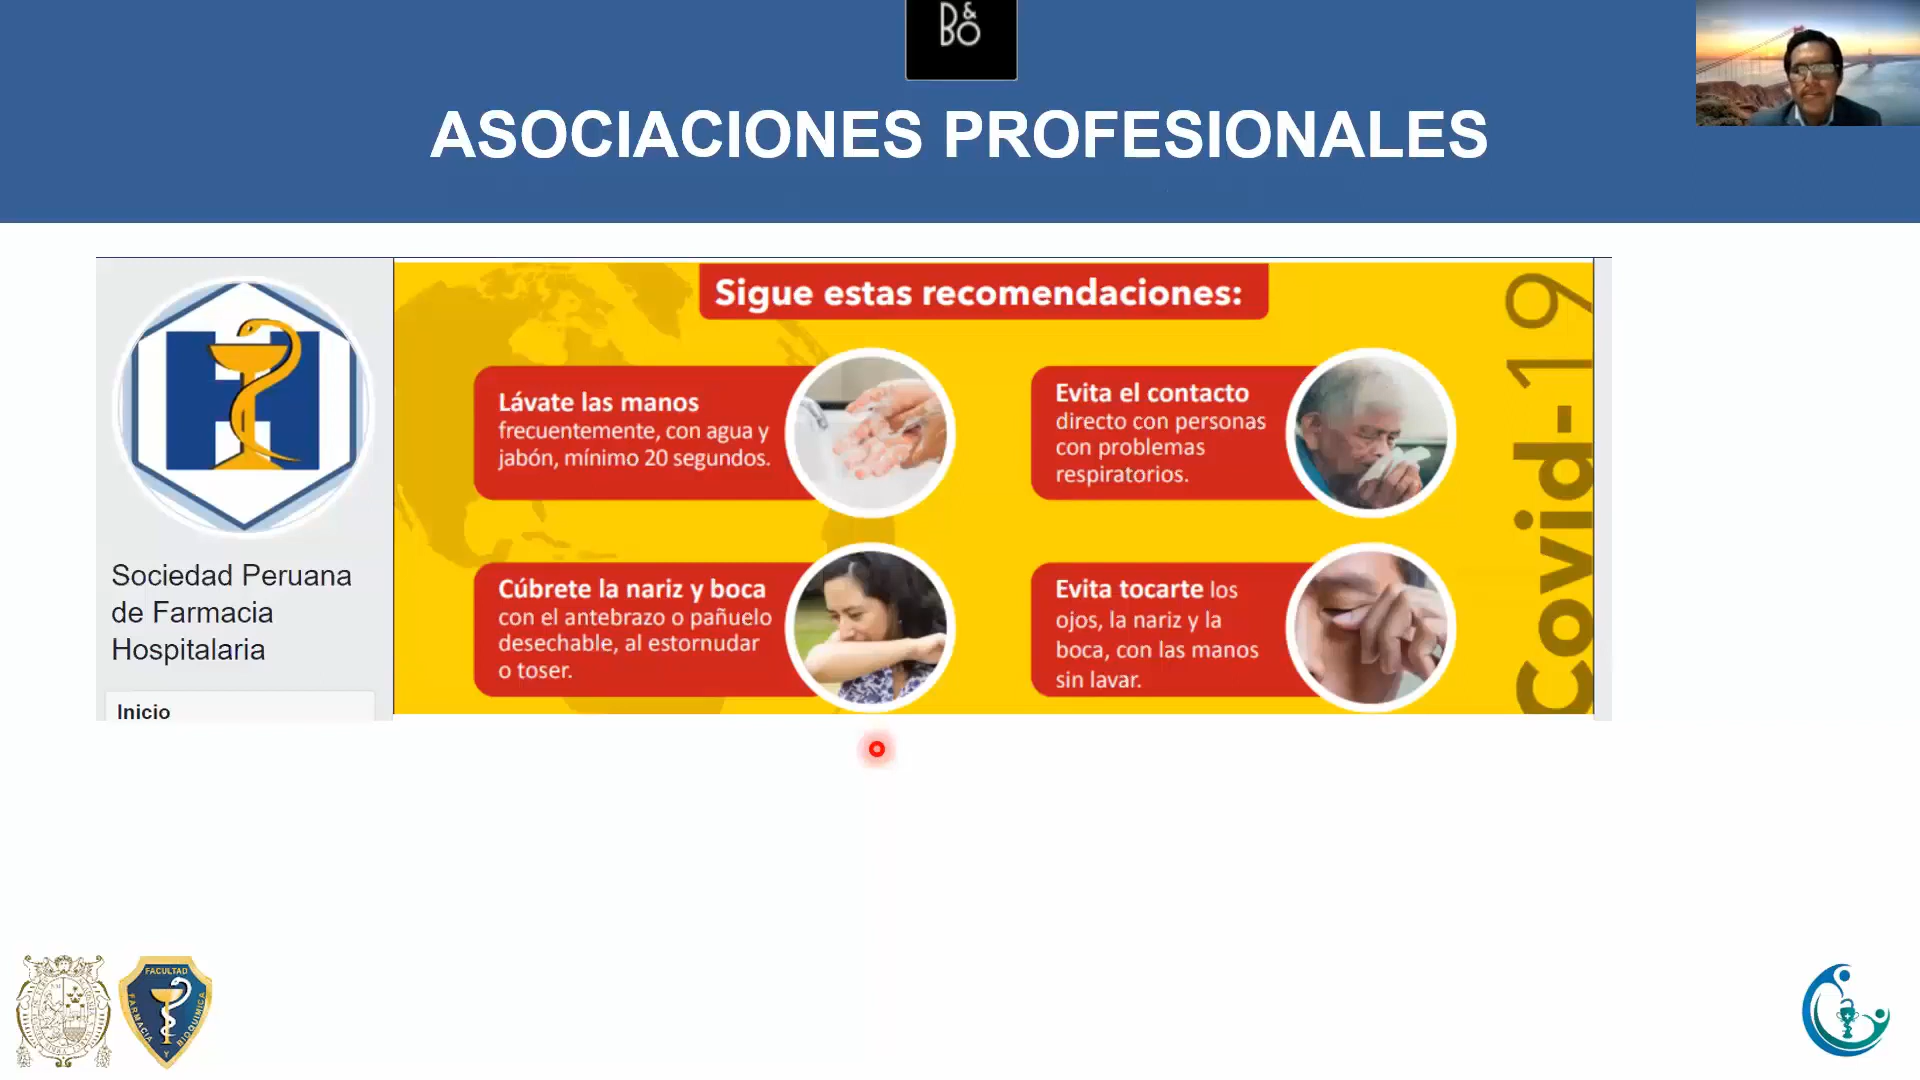 B&O
ASOCIACIONES PROFESIONALES
Sociedad Peruana
de Farmacia
Hospitalaria
Inicio
Sigue estas recomendaciones:
Lávate las manos
frecuentemente, con agua y
jabón, mínimo 20 segundos.
Evita el contacto
directo con personas
con problemas
respiratorios.
Cúbrete la nariz y boca
con el antebrazo o pañuelo
desechable, al estornudar
o toser.
Evita tocarte los
ojos, la nariz y la
boca, con las manos
sin lavar.
Covid-19
FACULTAD
FARMACIA
Y
BIOQUIMICA